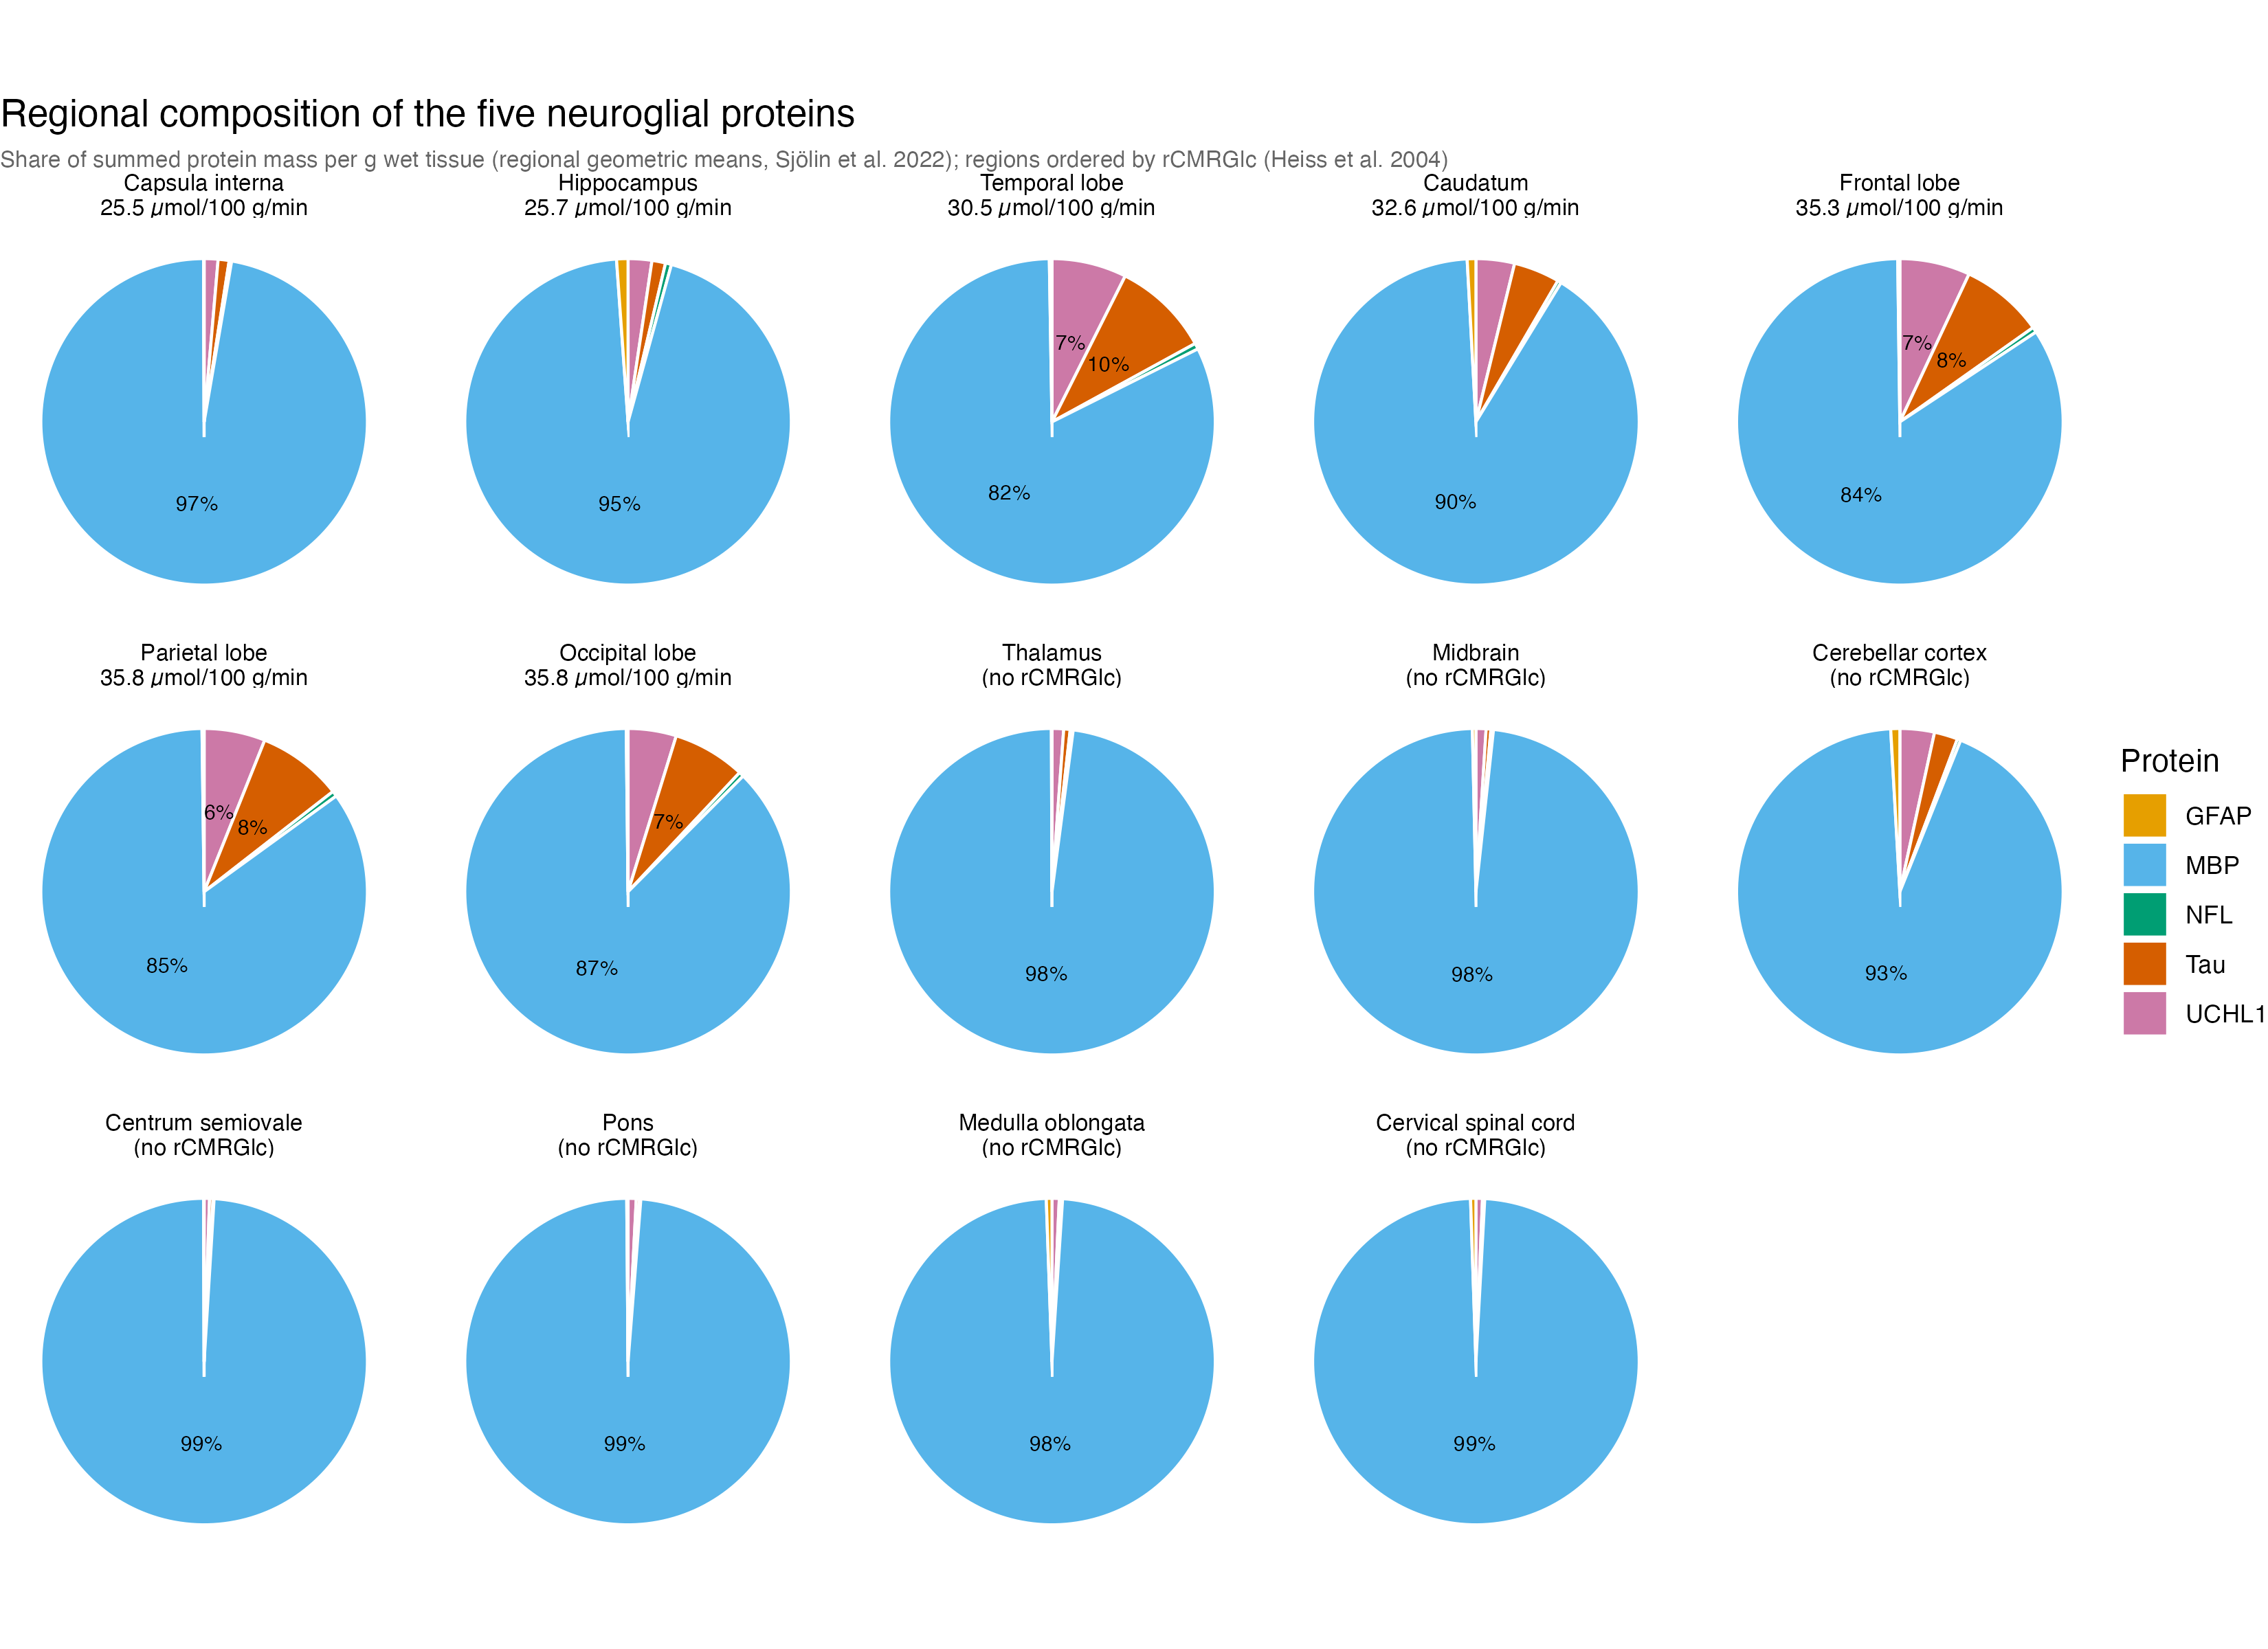 Regional composition of the five neuroglial proteins
Share of summed protein mass per g wet tissue (regional geometric means, Sjölin et al. 2022); regions ordered by rCMRGlc (Heiss et al. 2004)
Capsula interna
25.5 µmol/100 g/min
97%
Hippocampus
25.7 µmol/100 g/min
95%
Temporal lobe
30.5 µmol/100 g/min
7%
10%
82%
Caudatum
32.6 µmol/100 g/min
90%
Frontal lobe
35.3 µmol/100 g/min
7%
8%
84%
Parietal lobe
35.8 µmol/100 g/min
6%
8%
85%
Occipital lobe
35.8 µmol/100 g/min
7%
87%
Thalamus
(no rCMRGlc)
98%
Midbrain
(no rCMRGlc)
98%
Cerebellar cortex
(no rCMRGlc)
93%
Centrum semiovale
(no rCMRGlc)
99%
Pons
(no rCMRGlc)
99%
Medulla oblongata
(no rCMRGlc)
98%
Cervical spinal cord
(no rCMRGlc)
99%
Protein
GFAP
MBP
NFL
Tau
UCHL1